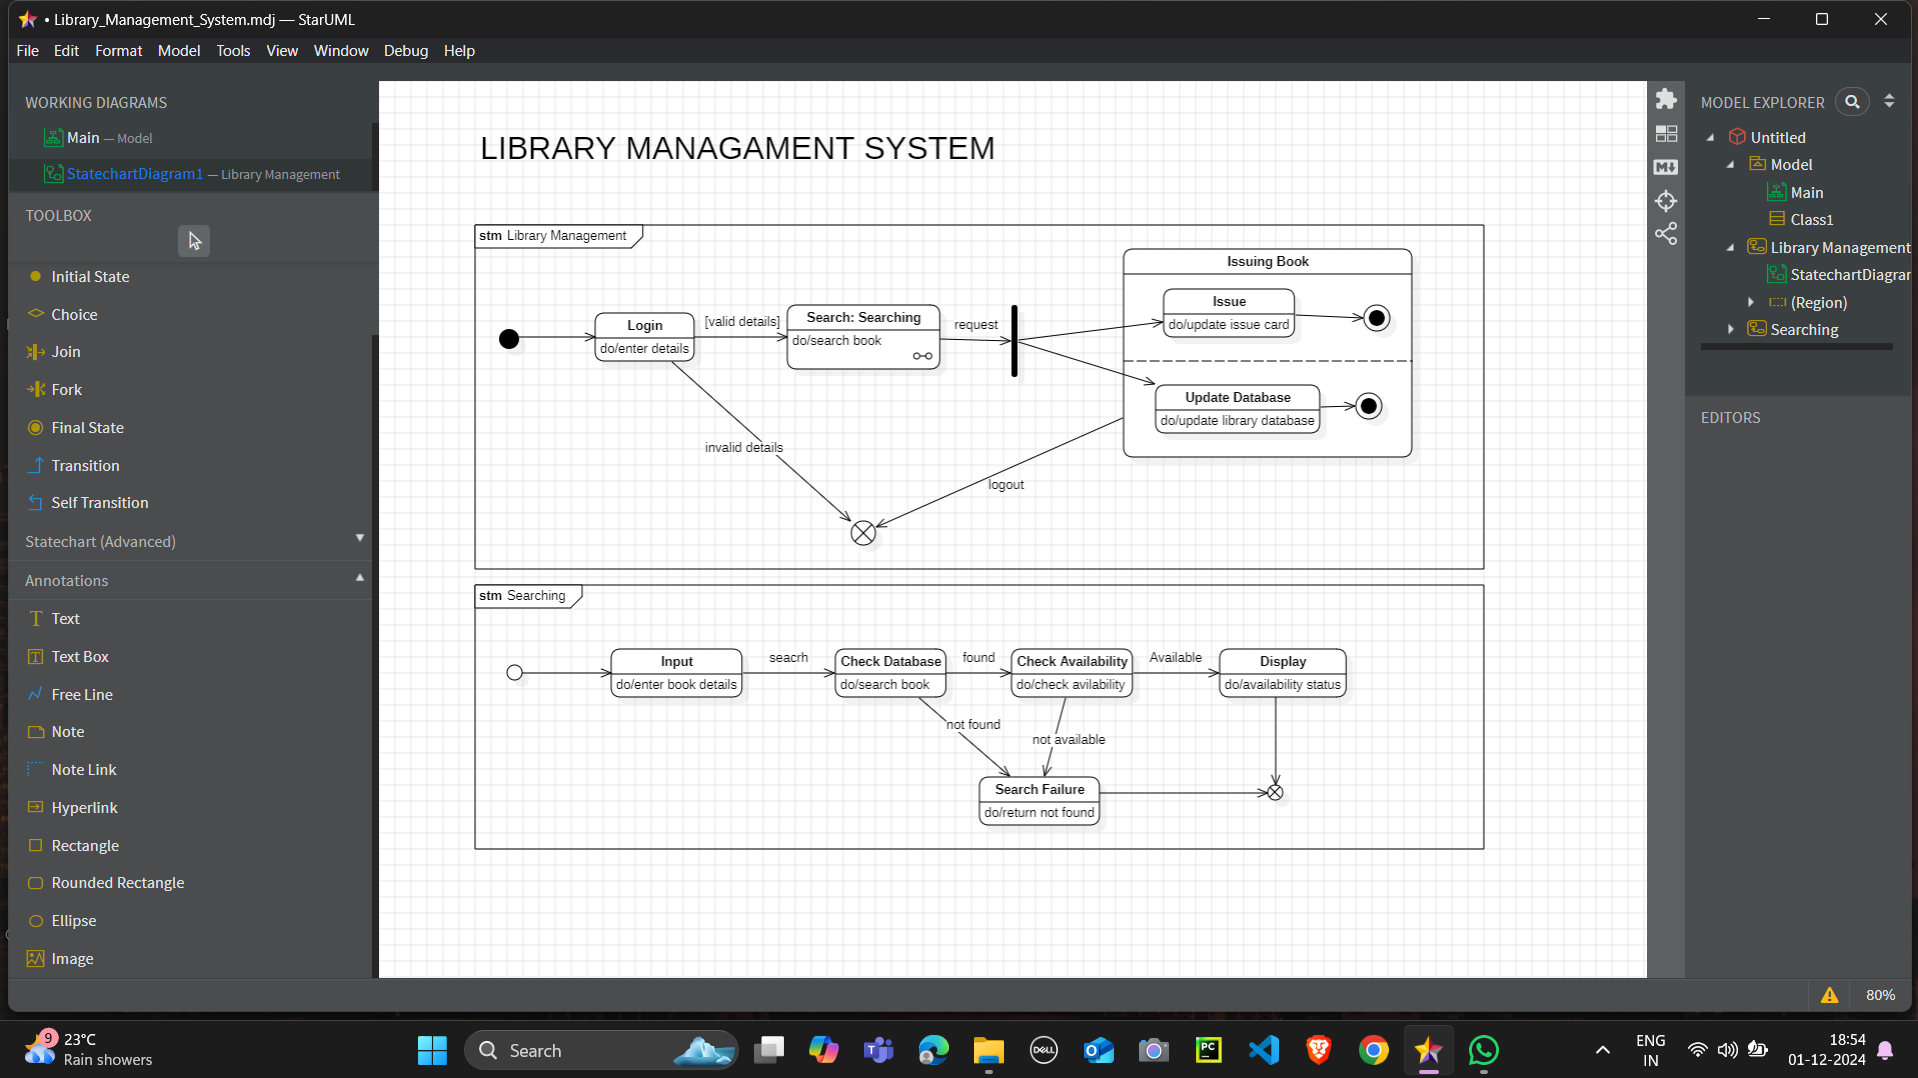 • Library_Management_System.mdj — StarUML
File Edit Format Model Tools View Window Debug Help
WORKING DIAGRAMS
Main — Model
StatechartDiagram1 — Library Management
TOOLBOX
Initial State
Choice
Join
Fork
Final State
Transition
Self Transition
Statechart (Advanced)
Annotations
Text
Text Box
Free Line
Note
Note Link
Hyperlink
Rectangle
Rounded Rectangle
Ellipse
Image
LIBRARY MANAGAMENT SYSTEM
stm Library Management
Login
do/enter details
[valid details]
Search: Searching
do/search book
request
Issuing Book
Issue
do/update issue card
Update Database
do/update library database
invalid details
logout
stm Searching
Input
do/enter book details
seacrh
Check Database
do/search book
found
Check Availability
do/check avilability
Available
Display
do/availability status
not found
not available
Search Failure
do/return not found
MODEL EXPLORER
Untitled
Model
Main
Class1
Library Management
StatechartDiagrar
(Region)
Searching
EDITORS
80%
9
23°C
Rain showers
Search
DELL
PC
ENG
IN
18:54
01-12-2024